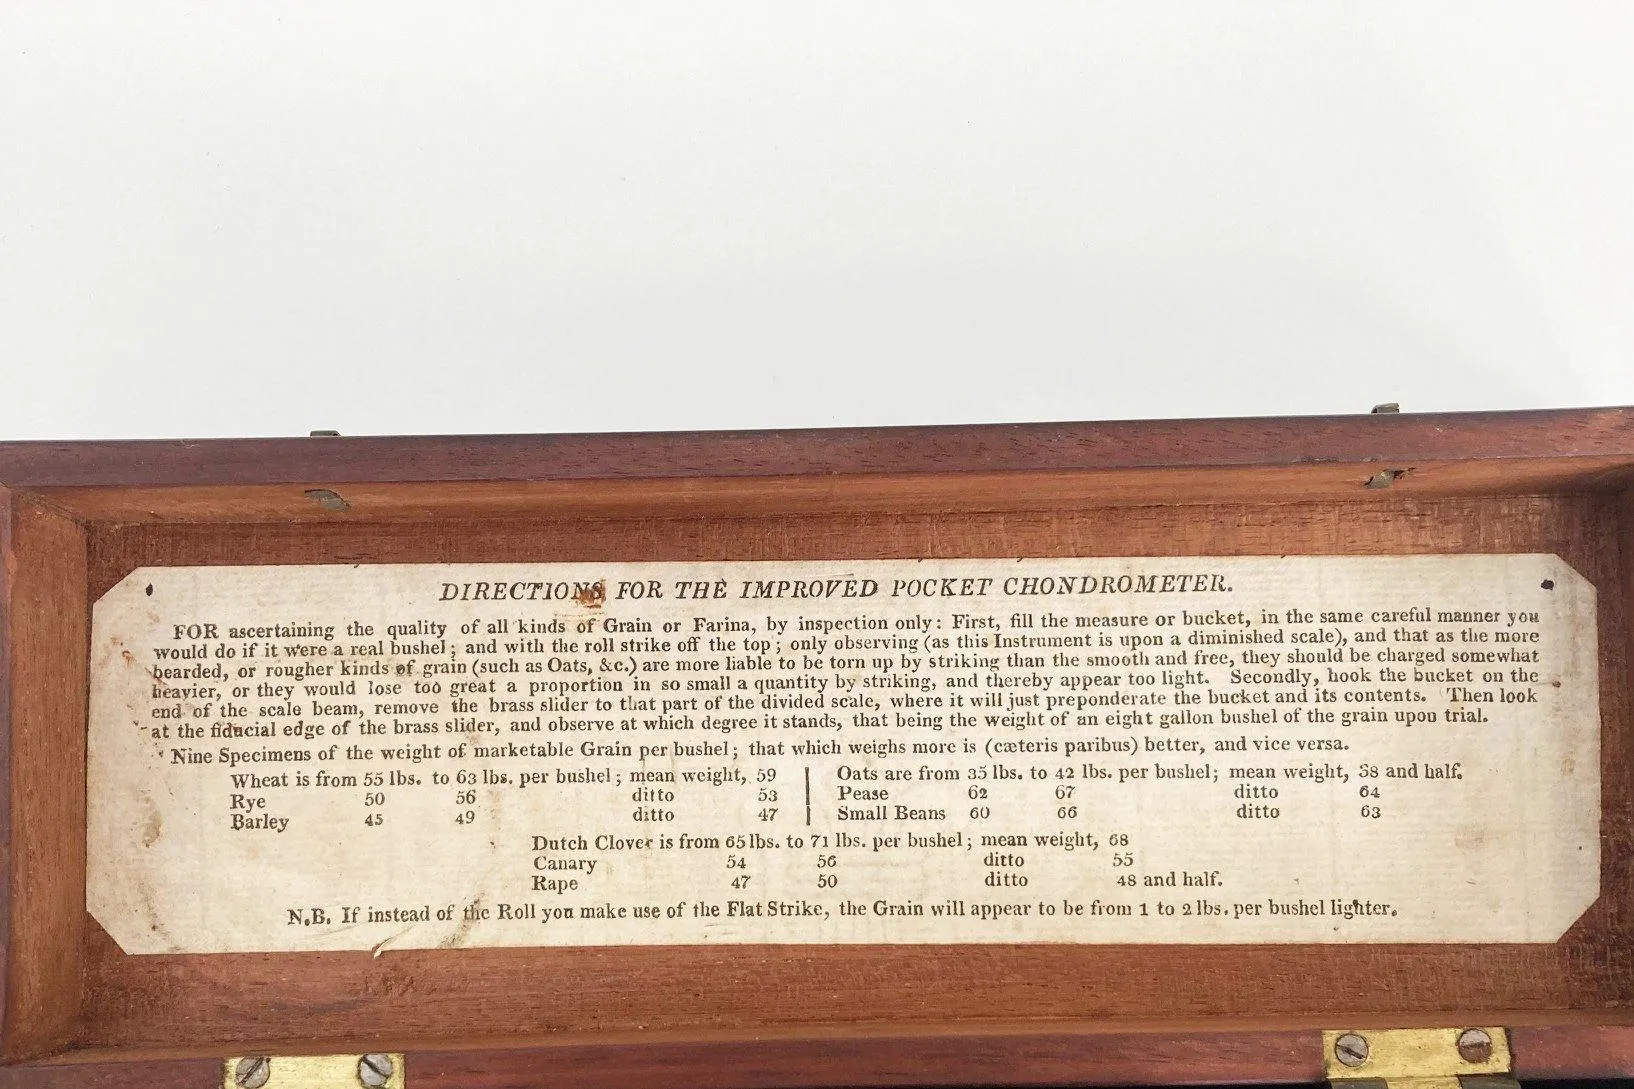 DIRECTIONS FOR THE IMPROVED POCKET CHONDROMETER.
FOR ascertaining the quality of all kinds of Grain or Farina, by inspection only: First, fill the measure or bucket, in the same careful manner you
would do if it were a real bushel; and with the roll strike off the top; only observing (as this Instrument is upon a diminished scale), and that as the more
bearded, or rougher kinds of grain (such as Oats, &c.) are more liable to be torn up by striking than the smooth and free, they should be charged somewhat
heavier, or they would lose too great a proportion in so small a quantity by striking, and thereby appear too light. Secondly, hook the bucket on the
end of the scale beam, remove the brass slider to that part of the divided scale, where it will just preponderate the bucket and its contents. Then look
at the fiducial edge of the brass slider, and observe at which degree it stands, that being the weight of an eight gallon bushel of the grain upon trial.
Nine Specimens of the weight of marketable Grain per bushel; that which weighs more is (cæteris paribus) better, and vice versa.
Wheat is from 55 lbs. to 63 lbs. per bushel; mean weight, 59
Rye 50 56 ditto 53
Barley 45 49 ditto 47
Oats are from 35 lbs. to 42 lbs. per bushel; mean weight, 38 and half.
Pease 62 67 ditto 64
Small Beans 60 66 ditto 63
Dutch Clover is from 65 lbs. to 71 lbs. per bushel; mean weight, 68
Canary 54 56 ditto 55
Rape 47 50 ditto 48 and half.
N.B. If instead of the Roll you make use of the Flat Strike, the Grain will appear to be from 1 to 2 lbs. per bushel lighter.